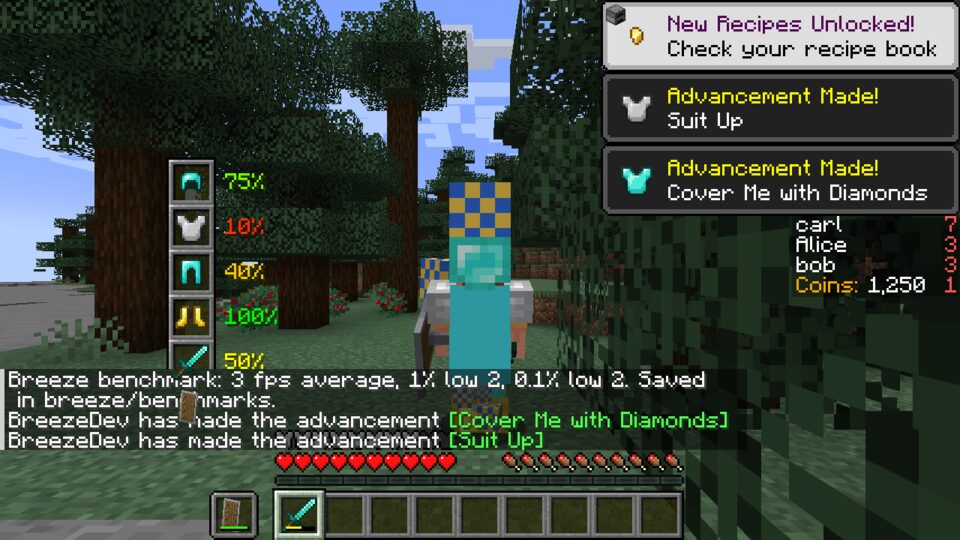 New Recipes Unlocked!
Check your recipe book
Advancement Made!
Suit Up
Advancement Made!
Cover Me with Diamonds
carl 7
Alice 3
bob 3
Coins: 1,250 1
75%
10%
40%
100%
50%
Breeze benchmark: 3 fps average, 1% low 2, 0.1% low 2. Saved
in breeze/benchmarks.
BreezeDev has made the advancement [Cover Me with Diamonds]
BreezeDev has made the advancement [Suit Up]